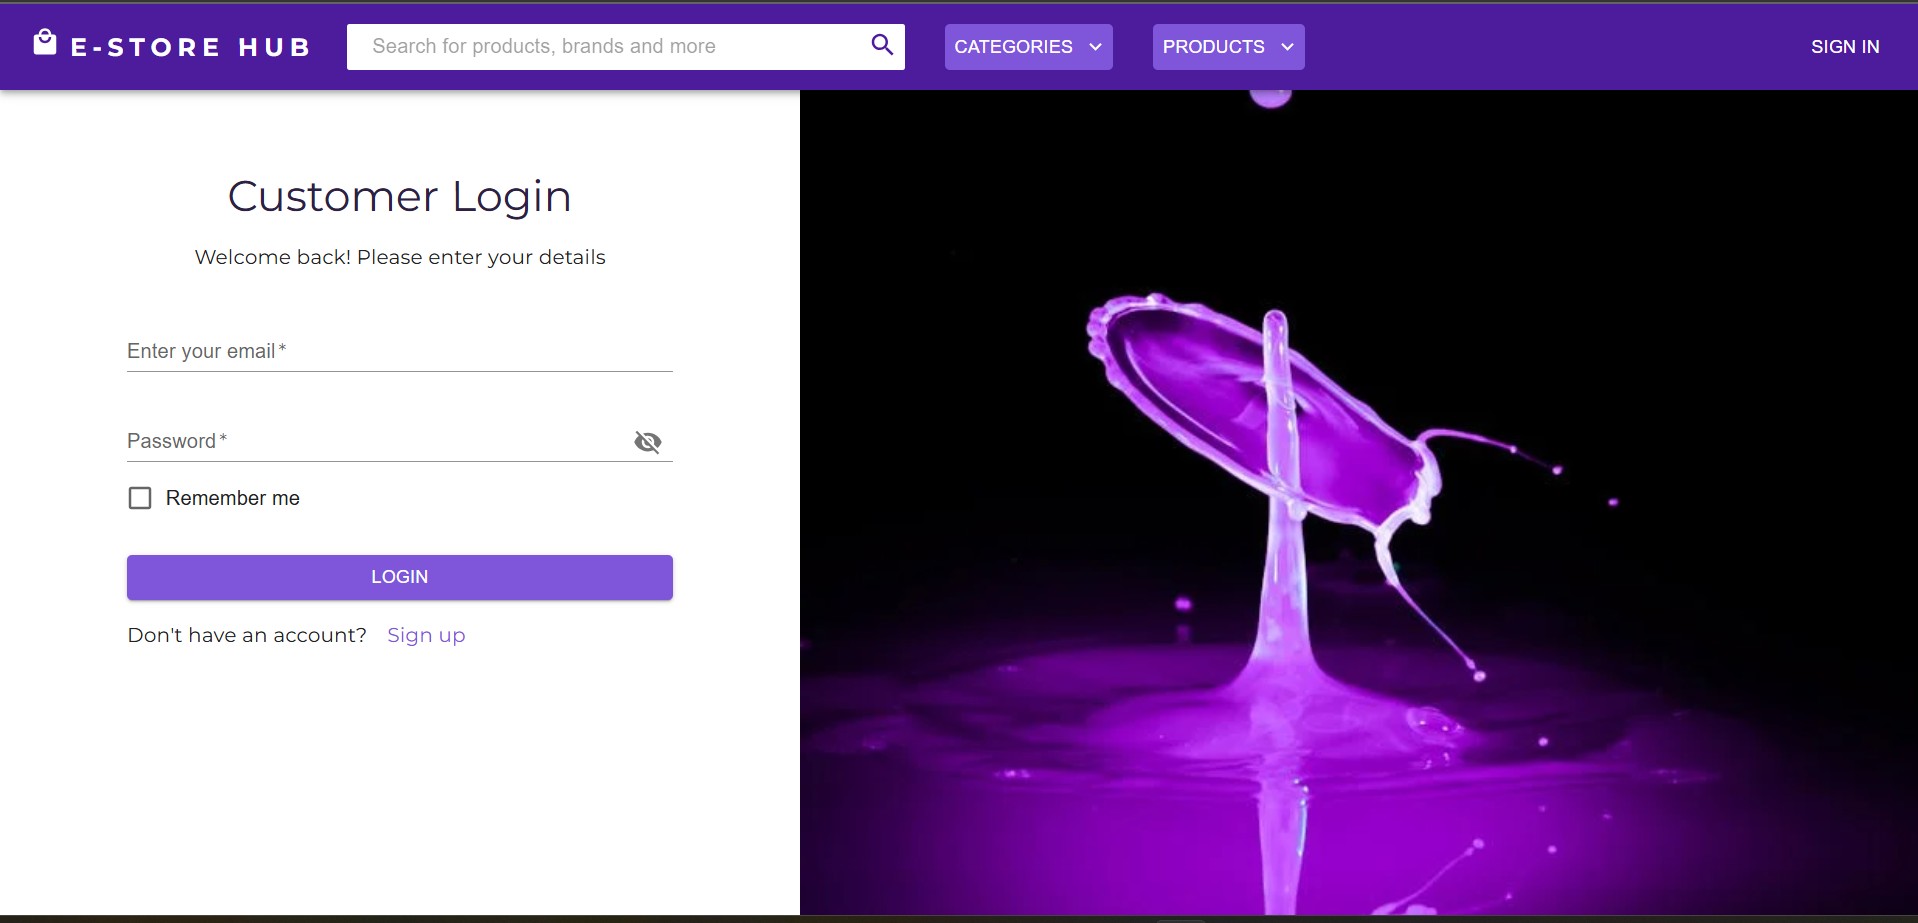 E-STORE HUB
Search for products, brands and more
CATEGORIES
PRODUCTS
SIGN IN
Customer Login
Welcome back! Please enter your details
Enter your email *
Password *
Remember me
LOGIN
Don't have an account? Sign up